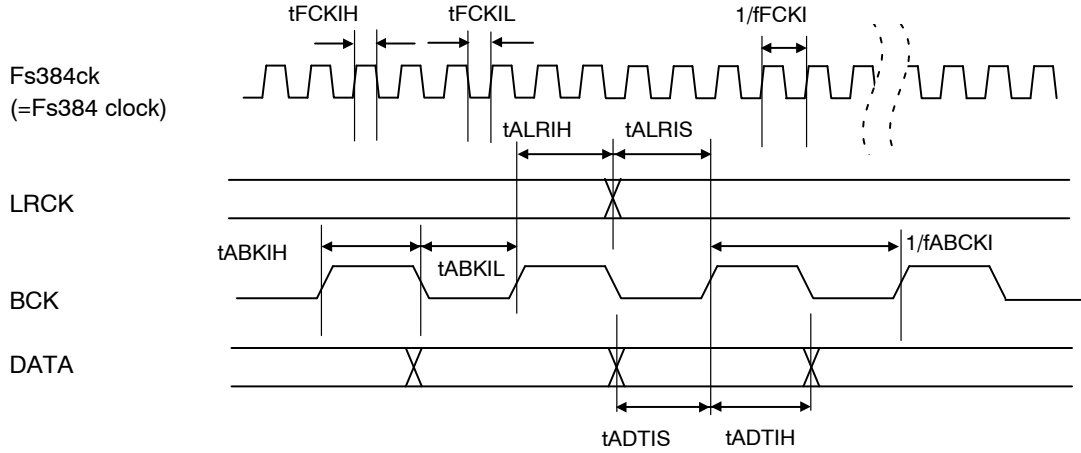 tFCKIH tFCKIL 1/fFCKI
Fs384ck
(=Fs384 clock)
tALRIH tALRIS
LRCK
tABKIH tABKIL 1/fABCKI
BCK
DATA
tADTIS tADTIH